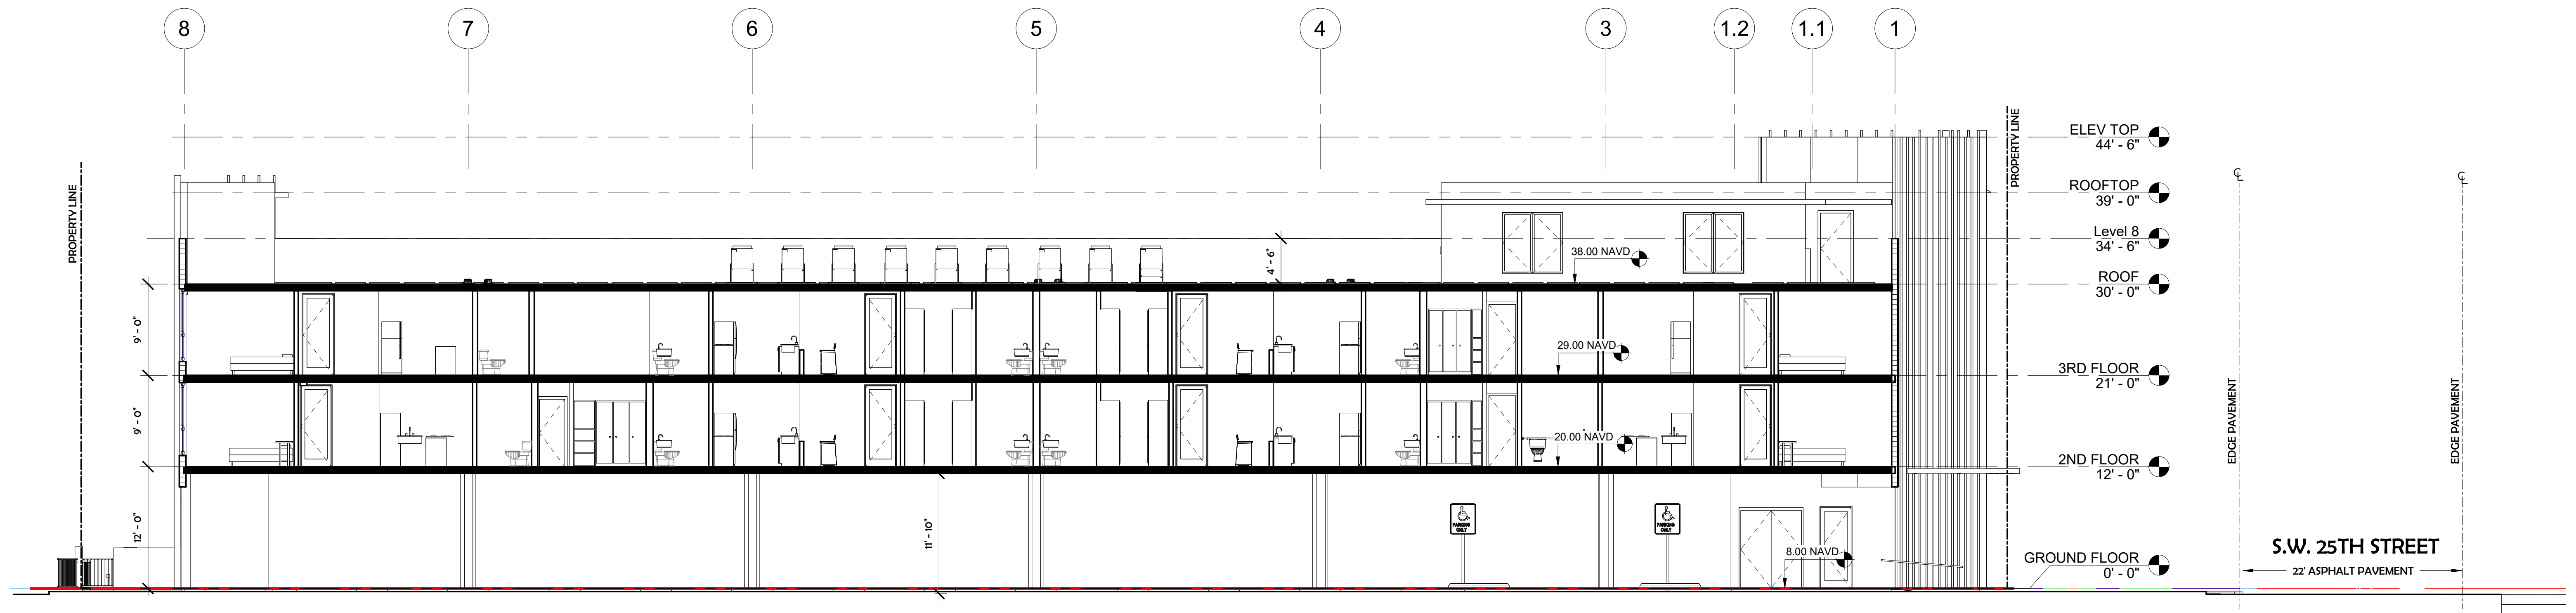 8
7
6
5
4
3
1.2
1.1
1
PROPERTY LINE
PROPERTY LINE
ELEV TOP
44' - 6"
ROOFTOP
39' - 0"
Level 8
34' - 6"
ROOF
30' - 0"
3RD FLOOR
21' - 0"
2ND FLOOR
12' - 0"
GROUND FLOOR
0' - 0"
4' - 6"
38.00 NAVD
9' - 0"
29.00 NAVD
9' - 0"
20.00 NAVD
12' - 0"
11' - 10"
PARKING
ONLY
PARKING
ONLY
8.00 NAVD
CL
CL
EDGE PAVEMENT
EDGE PAVEMENT
S.W. 25TH STREET
22' ASPHALT PAVEMENT